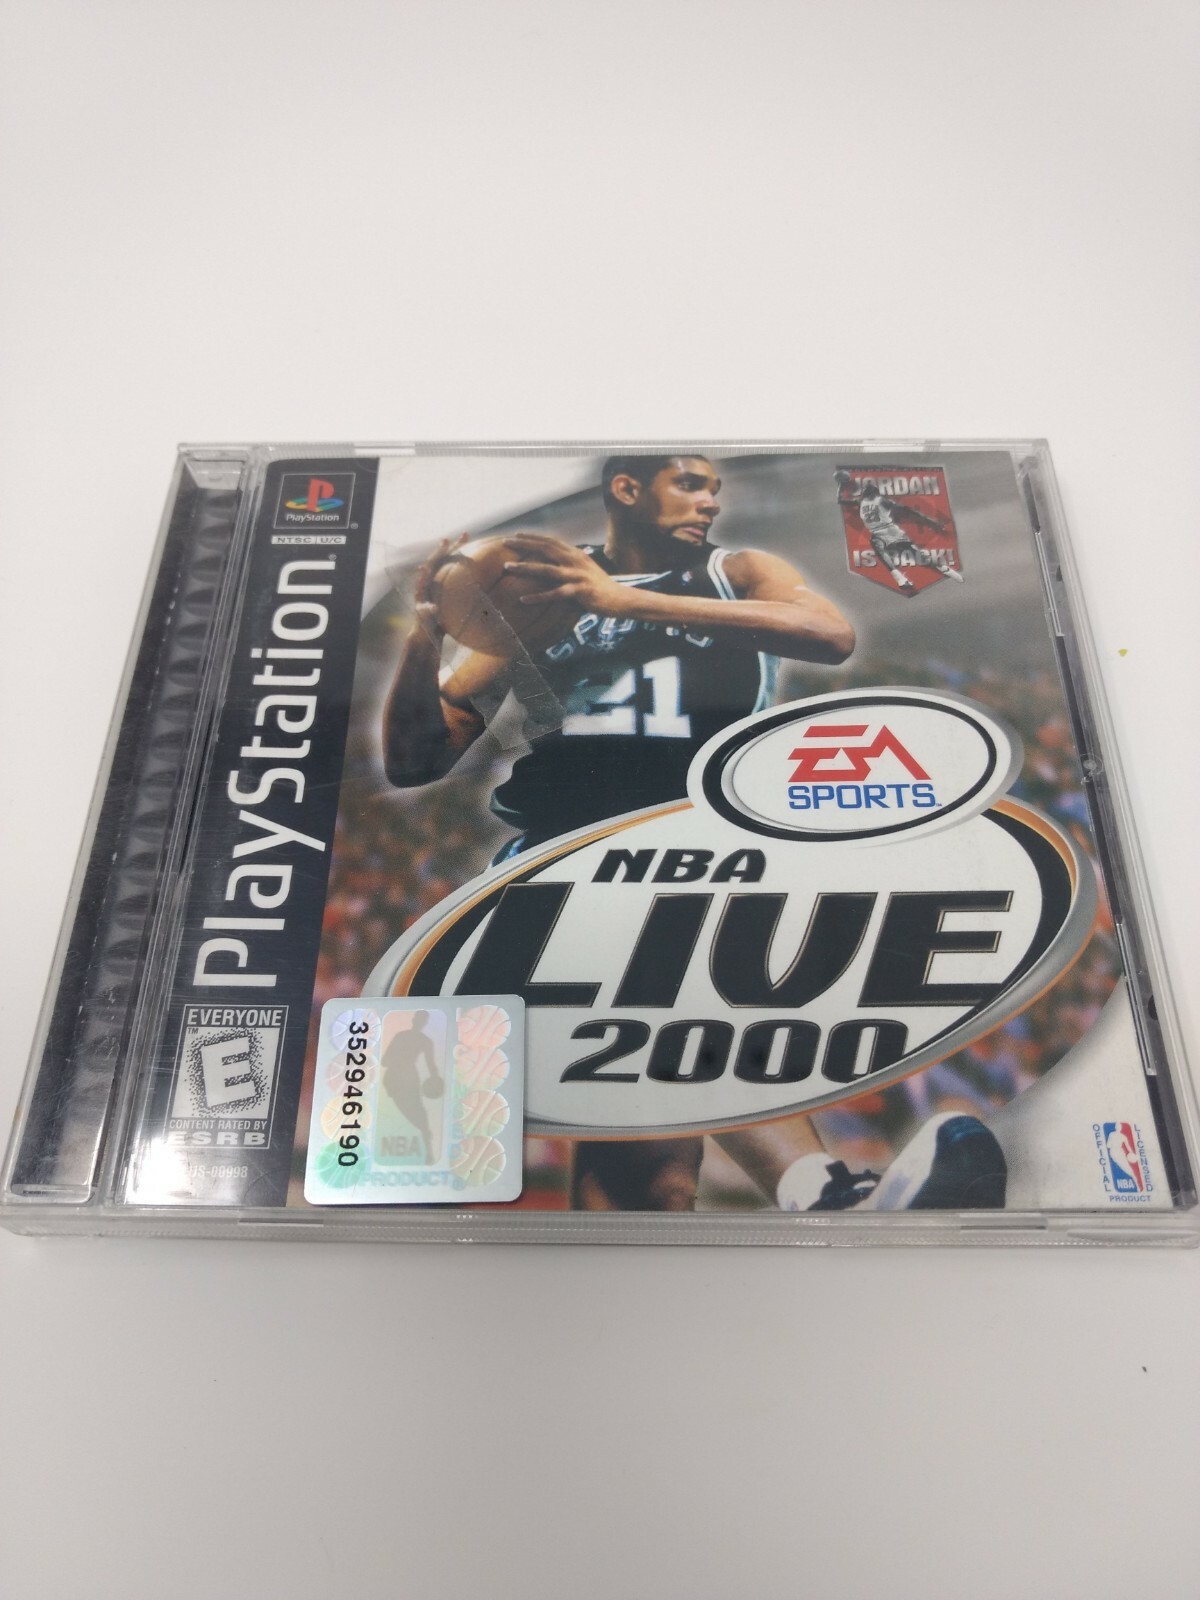 PlayStation
NTSC U/C
PlayStation
EVERYONE
E
CONTENT RATED BY
ESRB
352946190
NBA
PRODUCT
SPURS
21
JORDAN
IS BACK!
EA
SPORTS
NBA
LIVE
2000
OFFICIAL
LICENSED
NBA
PRODUCT